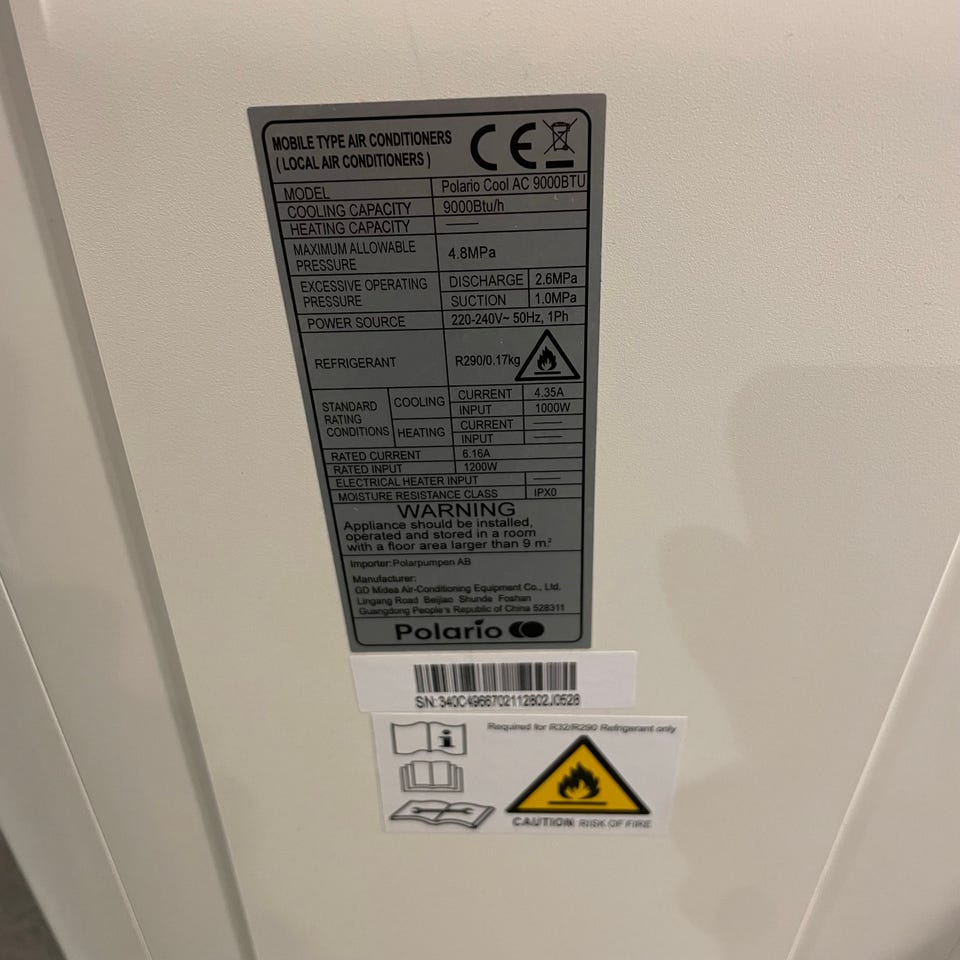 MOBILE TYPE AIR CONDITIONERS
( LOCAL AIR CONDITIONERS )
CE
MODEL Polario Cool AC 9000BTU
COOLING CAPACITY 9000Btu/h
HEATING CAPACITY ——
MAXIMUM ALLOWABLE PRESSURE 4.8MPa
EXCESSIVE OPERATING PRESSURE DISCHARGE 2.6MPa
SUCTION 1.0MPa
POWER SOURCE 220-240V~ 50Hz, 1Ph
REFRIGERANT R290/0.17kg
STANDARD RATING CONDITIONS COOLING CURRENT 4.35A
INPUT 1000W
HEATING CURRENT ——
INPUT ——
RATED CURRENT 6.16A
RATED INPUT 1200W
ELECTRICAL HEATER INPUT ——
MOISTURE RESISTANCE CLASS IPX0
WARNING
Appliance should be installed,
operated and stored in a room
with a floor area larger than 9 m².
Importer:Polarpumpen AB
Manufacturer:
GD Midea Air-Conditioning Equipment Co., Ltd.
Lingang Road Beijiao Shunde Foshan
Guangdong People's Republic of China 528311
Polario
SN:340C4966702112802J0628
Required for R32/R290 Refrigerant only
i
CAUTION RISK OF FIRE